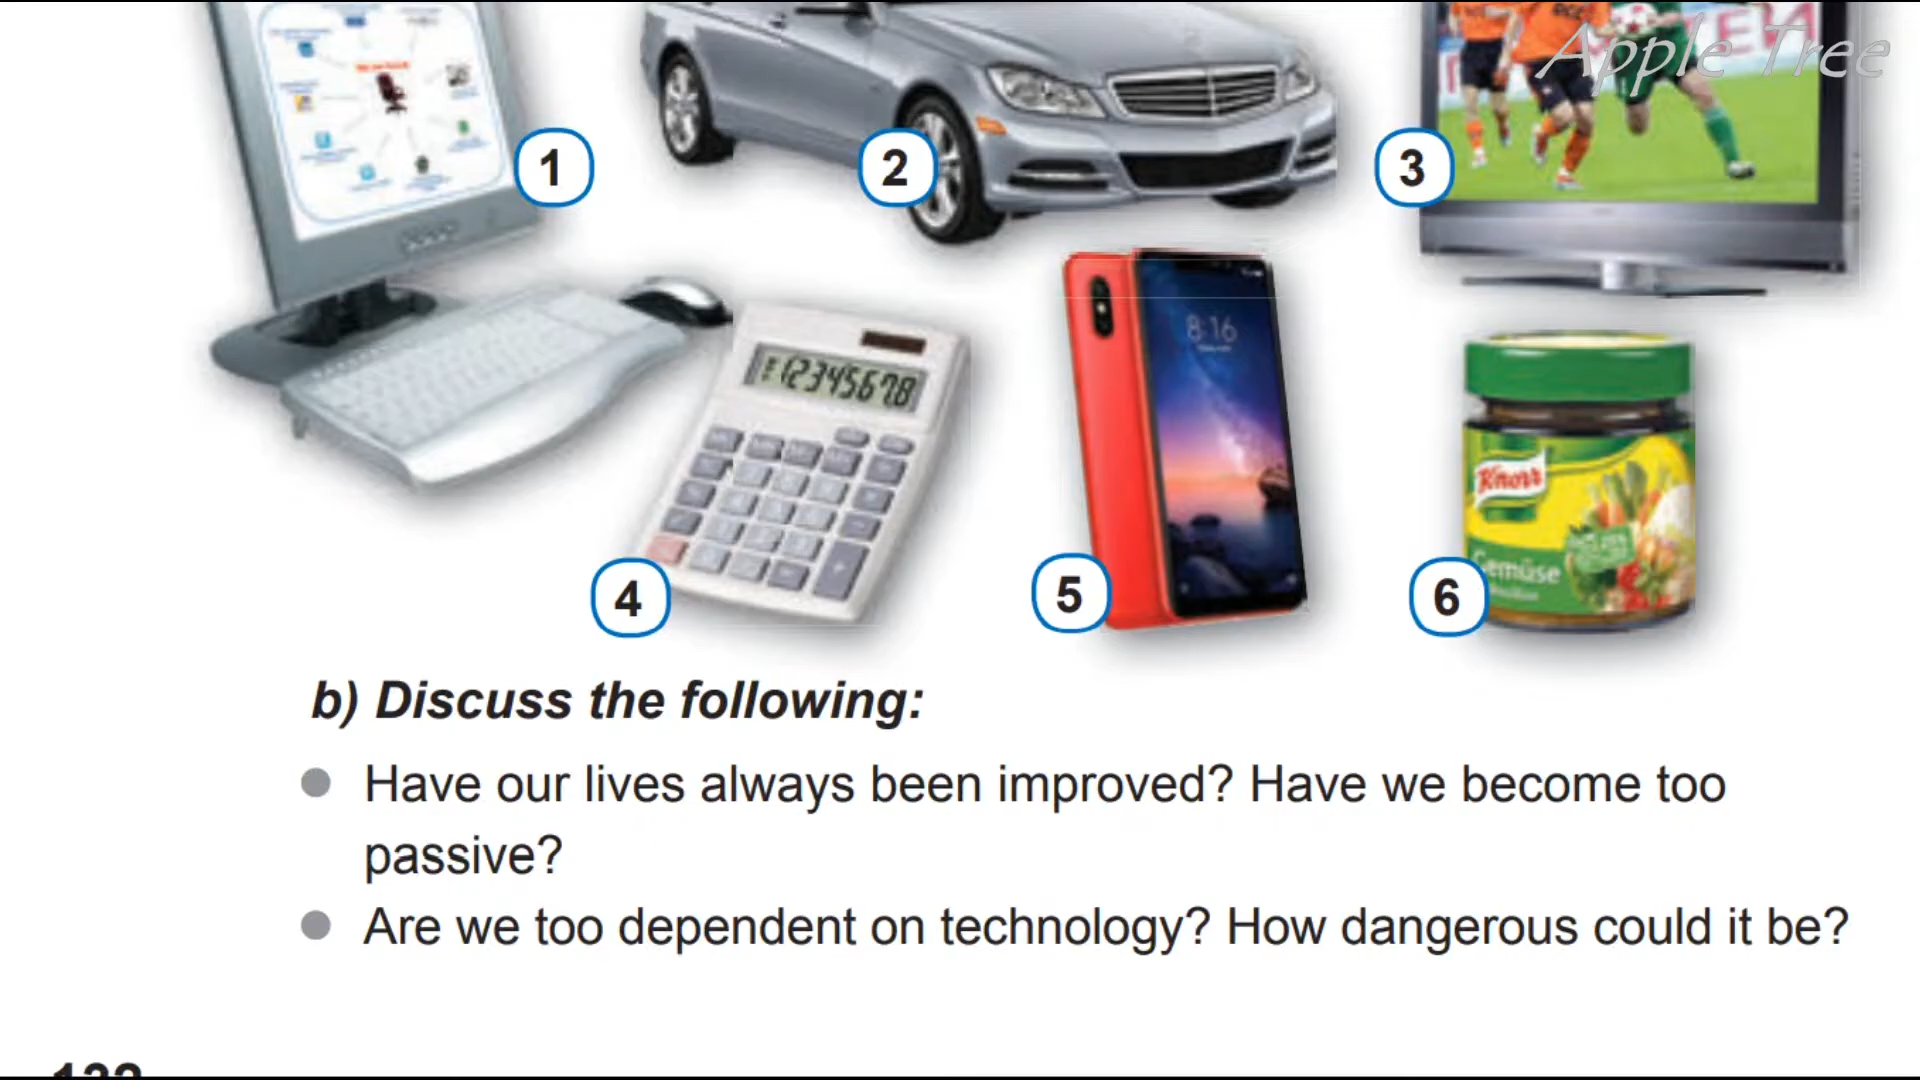 Apple Tree
1
2
3
8:16
12345678
Knorr
4
5
6
b) Discuss the following:
Have our lives always been improved? Have we become too
passive?
Are we too dependent on technology? How dangerous could it be?